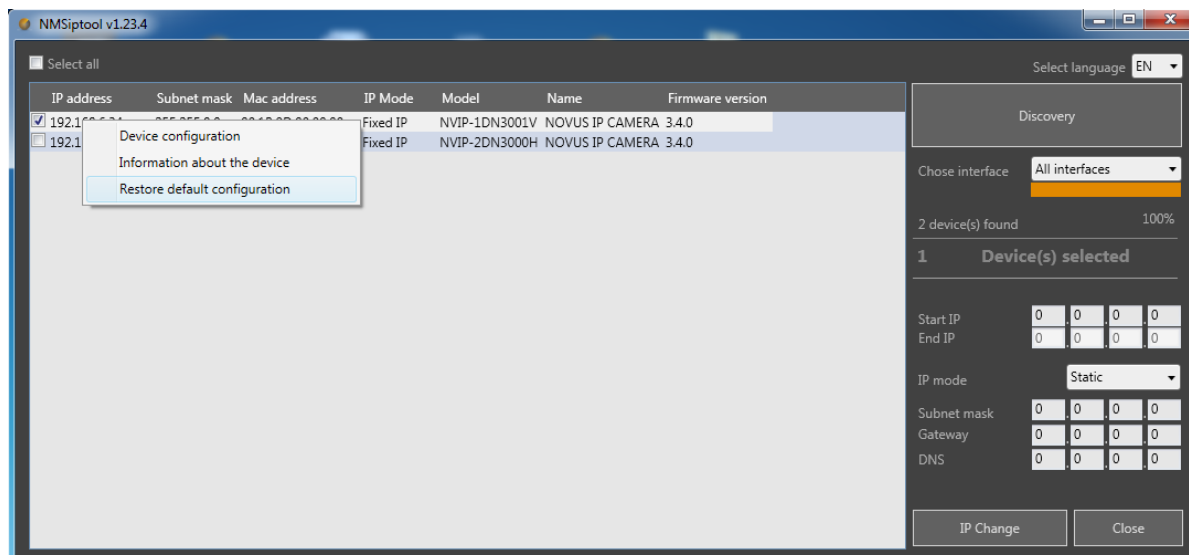 NMSiptool v1.23.4
Select all
Select language EN
IP address Subnet mask Mac address IP Mode Model Name Firmware version
Fixed IP NVIP-1DN3001V NOVUS IP CAMERA 3.4.0
192.1 Fixed IP NVIP-2DN3000H NOVUS IP CAMERA 3.4.0
Device configuration
Information about the device
Restore default configuration
Discovery
Chose interface All interfaces
2 device(s) found 100%
1 Device(s) selected
Start IP 0 . 0 . 0 . 0
End IP 0 . 0 . 0 . 0
IP mode Static
Subnet mask 0 . 0 . 0 . 0
Gateway 0 . 0 . 0 . 0
DNS 0 . 0 . 0 . 0
IP Change Close